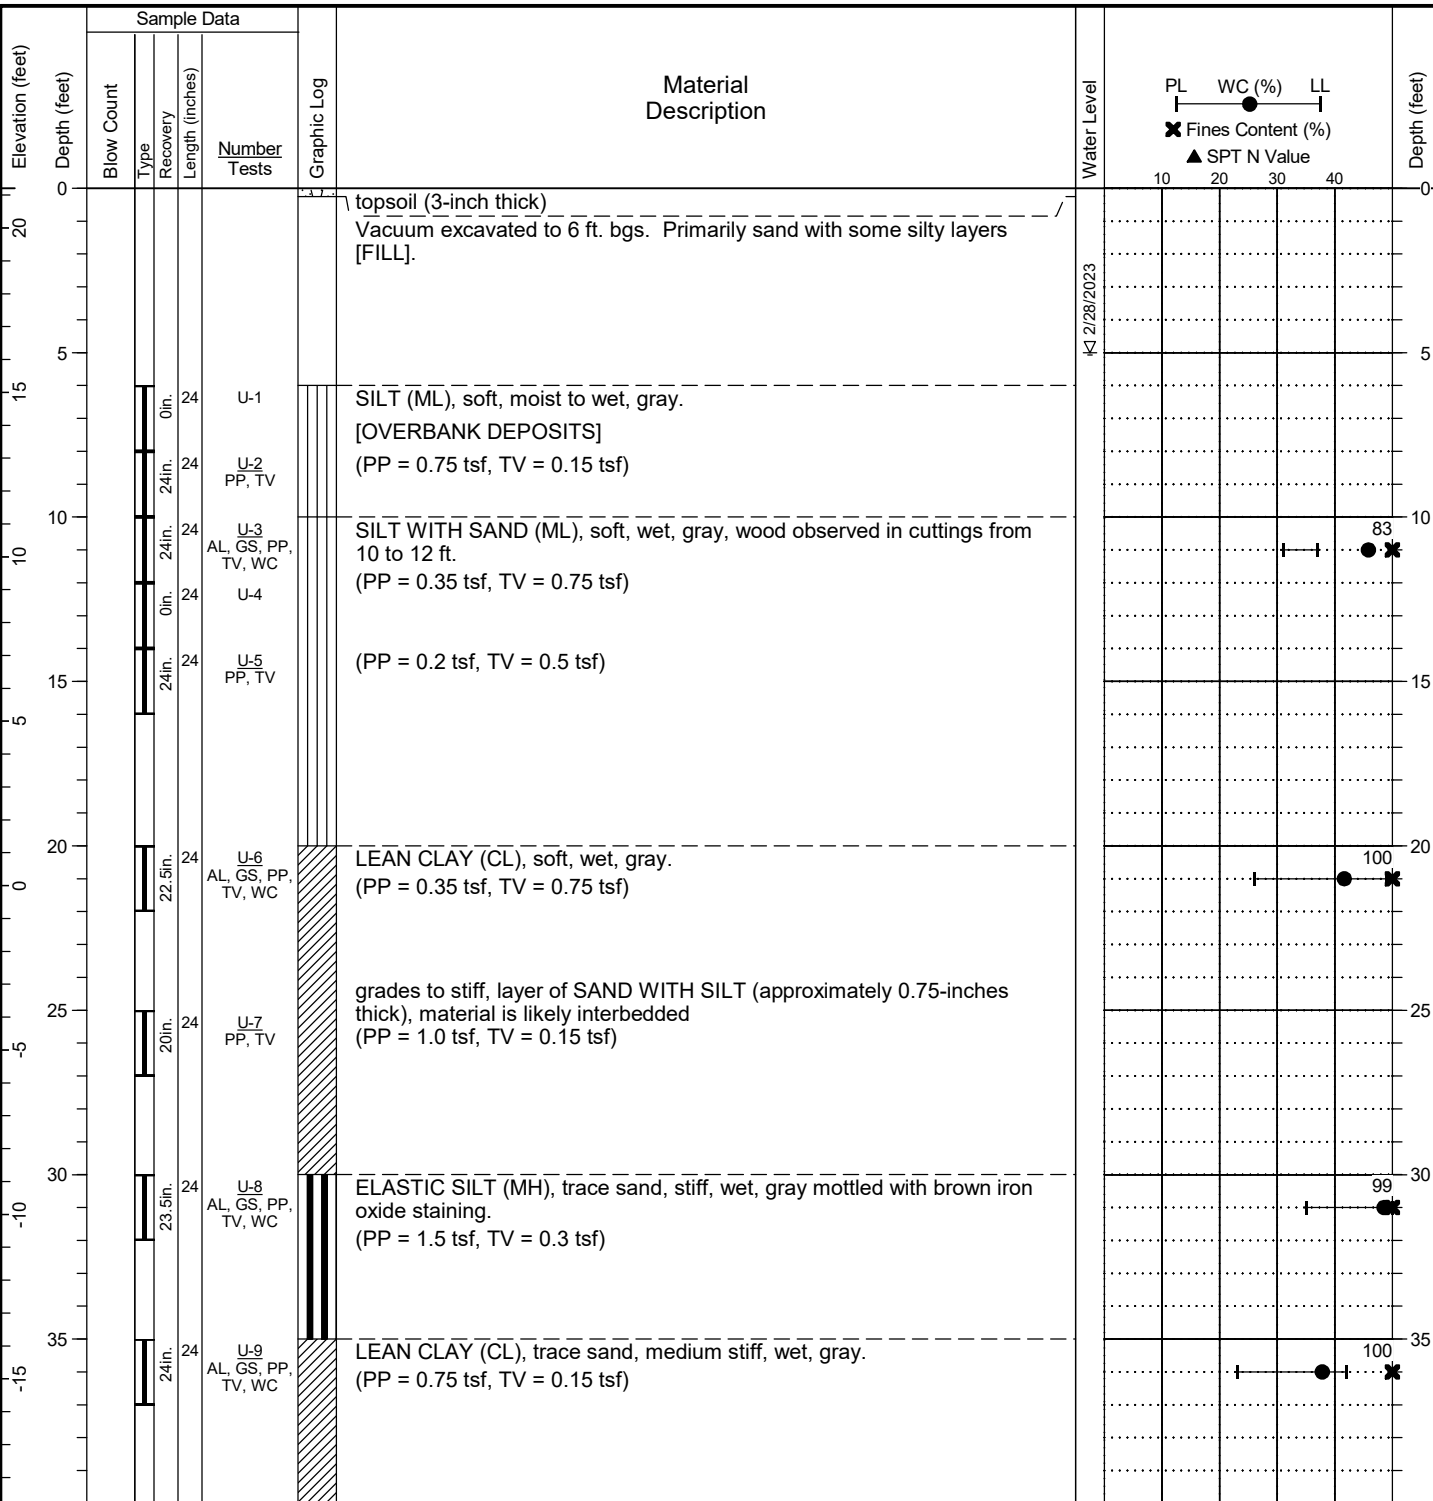 Sample Data
Elevation (feet)
Depth (feet)
Blow Count
Type
Recovery
Length (inches)
Number
Tests
Graphic Log
Material
Description
Water Level
PL WC (%) LL
Fines Content (%)
SPT N Value
10 20 30 40
Depth (feet)
0
topsoil (3-inch thick)
0
20
Vacuum excavated to 6 ft. bgs. Primarily sand with some silty layers
[FILL].
2/28/2023
5
5
15
0in.
24
U-1
SILT (ML), soft, moist to wet, gray.
[OVERBANK DEPOSITS]
24in.
24
U-2
PP, TV
(PP = 0.75 tsf, TV = 0.15 tsf)
10
10
10
24in.
24
U-3
AL, GS, PP,
TV, WC
SILT WITH SAND (ML), soft, wet, gray, wood observed in cuttings from
10 to 12 ft.
(PP = 0.35 tsf, TV = 0.75 tsf)
83
0in.
24
U-4
24in.
24
U-5
PP, TV
(PP = 0.2 tsf, TV = 0.5 tsf)
15
15
5
20
20
0
22.5in.
24
U-6
AL, GS, PP,
TV, WC
LEAN CLAY (CL), soft, wet, gray.
(PP = 0.35 tsf, TV = 0.75 tsf)
100
grades to stiff, layer of SAND WITH SILT (approximately 0.75-inches
thick), material is likely interbedded
(PP = 1.0 tsf, TV = 0.15 tsf)
25
25
-5
20in.
24
U-7
PP, TV
30
30
-10
23.5in.
24
U-8
AL, GS, PP,
TV, WC
ELASTIC SILT (MH), trace sand, stiff, wet, gray mottled with brown iron
oxide staining.
(PP = 1.5 tsf, TV = 0.3 tsf)
99
35
35
-15
24in.
24
U-9
AL, GS, PP,
TV, WC
LEAN CLAY (CL), trace sand, medium stiff, wet, gray.
(PP = 0.75 tsf, TV = 0.15 tsf)
100